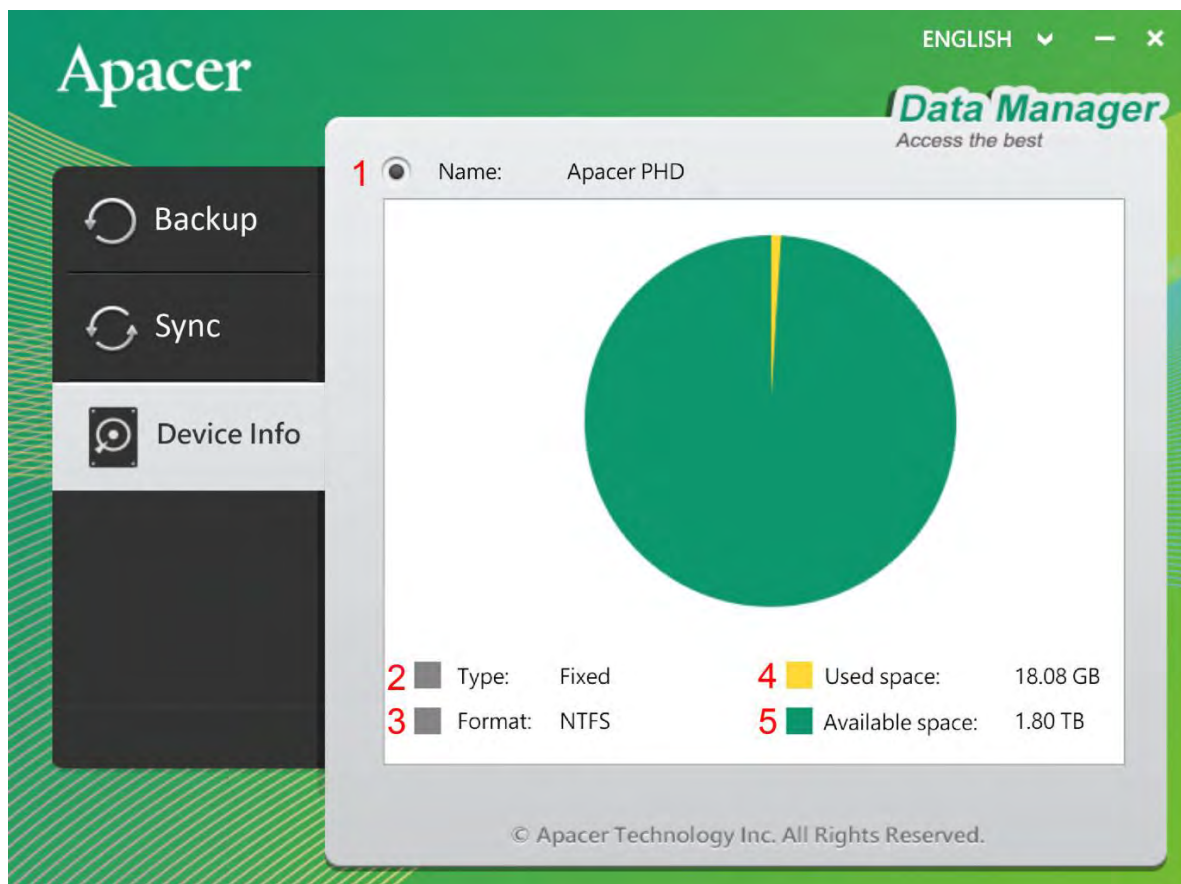 ENGLISH
Apacer
Data Manager
Access the best
1 Name: Apacer PHD
Backup
Sync
Device Info
2 Type: Fixed 4 Used space: 18.08 GB
3 Format: NTFS 5 Available space: 1.80 TB
© Apacer Technology Inc. All Rights Reserved.